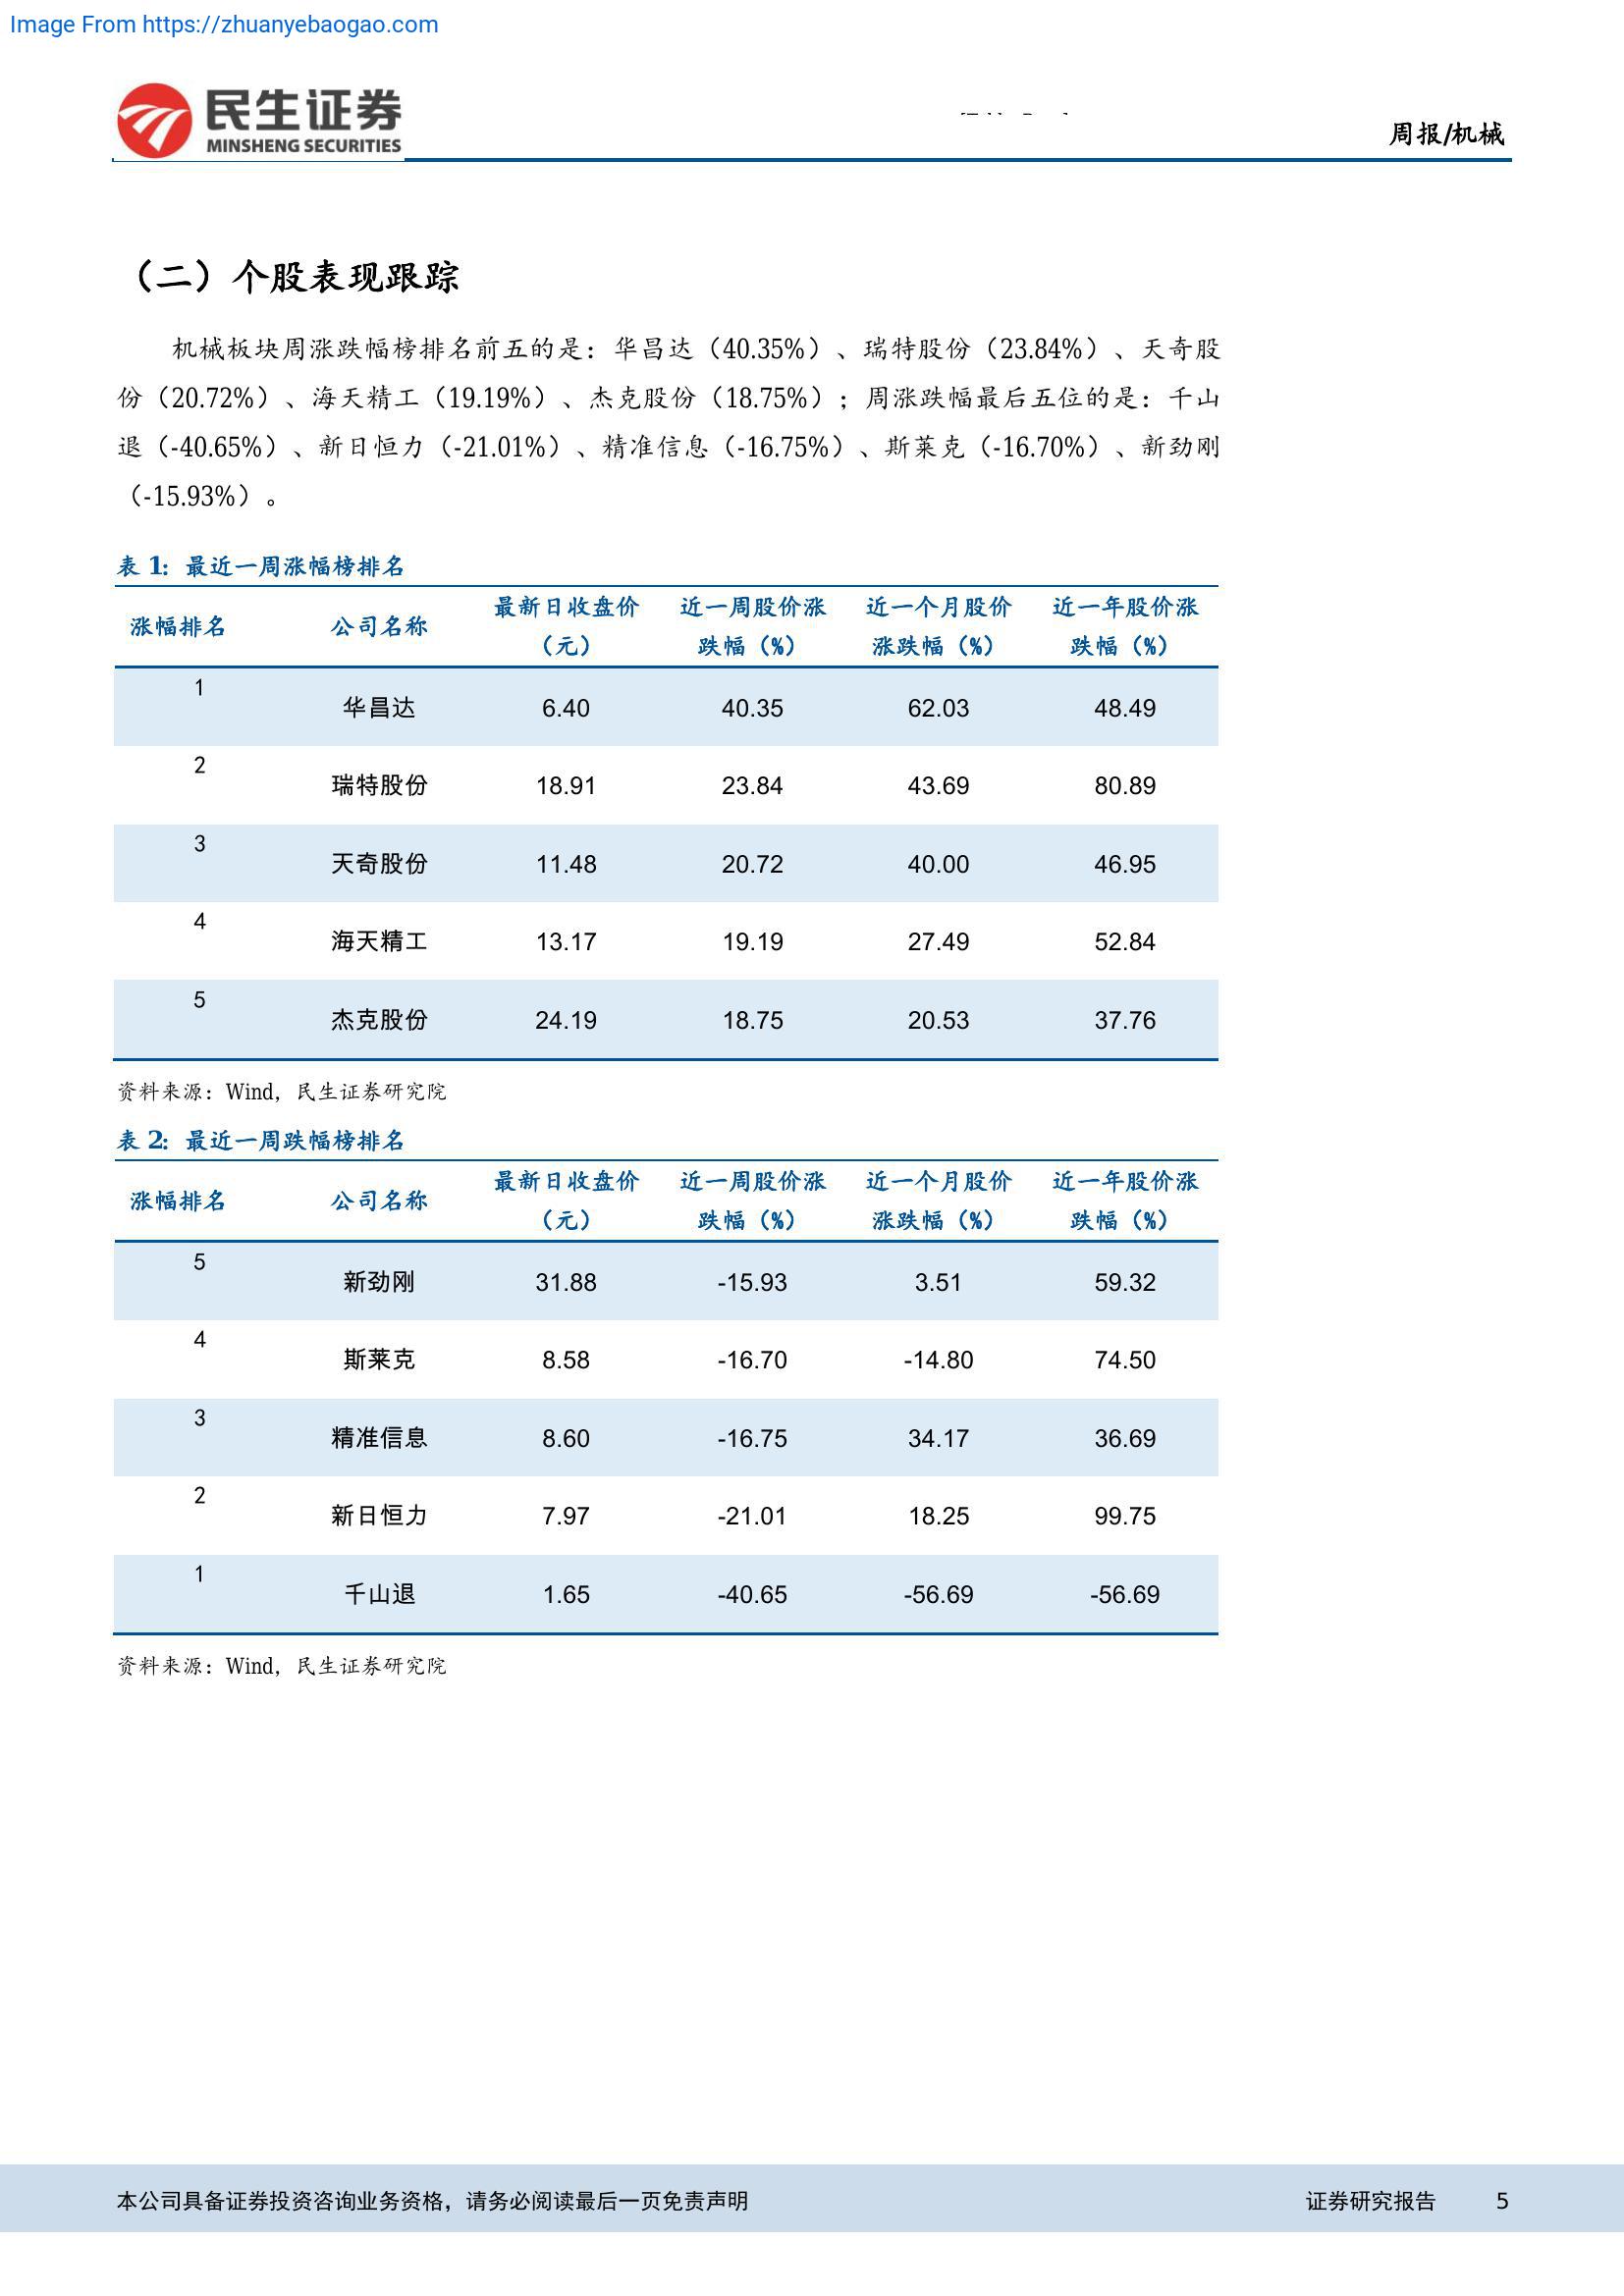 Image From https://zhuanyebaogao.com
民生证券
MINSHENG SECURITIES
周报/机械
（二）个股表现跟踪
机械板块周涨跌幅榜排名前五的是：华昌达（40.35%）、瑞特股份（23.84%）、天奇股
份（20.72%）、海天精工（19.19%）、杰克股份（18.75%）；周涨跌幅最后五位的是：千山
退（-40.65%）、新日恒力（-21.01%）、精准信息（-16.75%）、斯莱克（-16.70%）、新劲刚
（-15.93%）。
表 1: 最近一周涨幅榜排名
涨幅排名 公司名称 最新日收盘价（元） 近一周股价涨跌幅（%） 近一个月股价涨跌幅（%） 近一年股价涨跌幅（%）
1 华昌达 6.40 40.35 62.03 48.49
2 瑞特股份 18.91 23.84 43.69 80.89
3 天奇股份 11.48 20.72 40.00 46.95
4 海天精工 13.17 19.19 27.49 52.84
5 杰克股份 24.19 18.75 20.53 37.76
资料来源：Wind，民生证券研究院
表 2: 最近一周跌幅榜排名
涨幅排名 公司名称 最新日收盘价（元） 近一周股价涨跌幅（%） 近一个月股价涨跌幅（%） 近一年股价涨跌幅（%）
5 新劲刚 31.88 -15.93 3.51 59.32
4 斯莱克 8.58 -16.70 -14.80 74.50
3 精准信息 8.60 -16.75 34.17 36.69
2 新日恒力 7.97 -21.01 18.25 99.75
1 千山退 1.65 -40.65 -56.69 -56.69
资料来源：Wind，民生证券研究院
本公司具备证券投资咨询业务资格，请务必阅读最后一页免责声明 证券研究报告 5